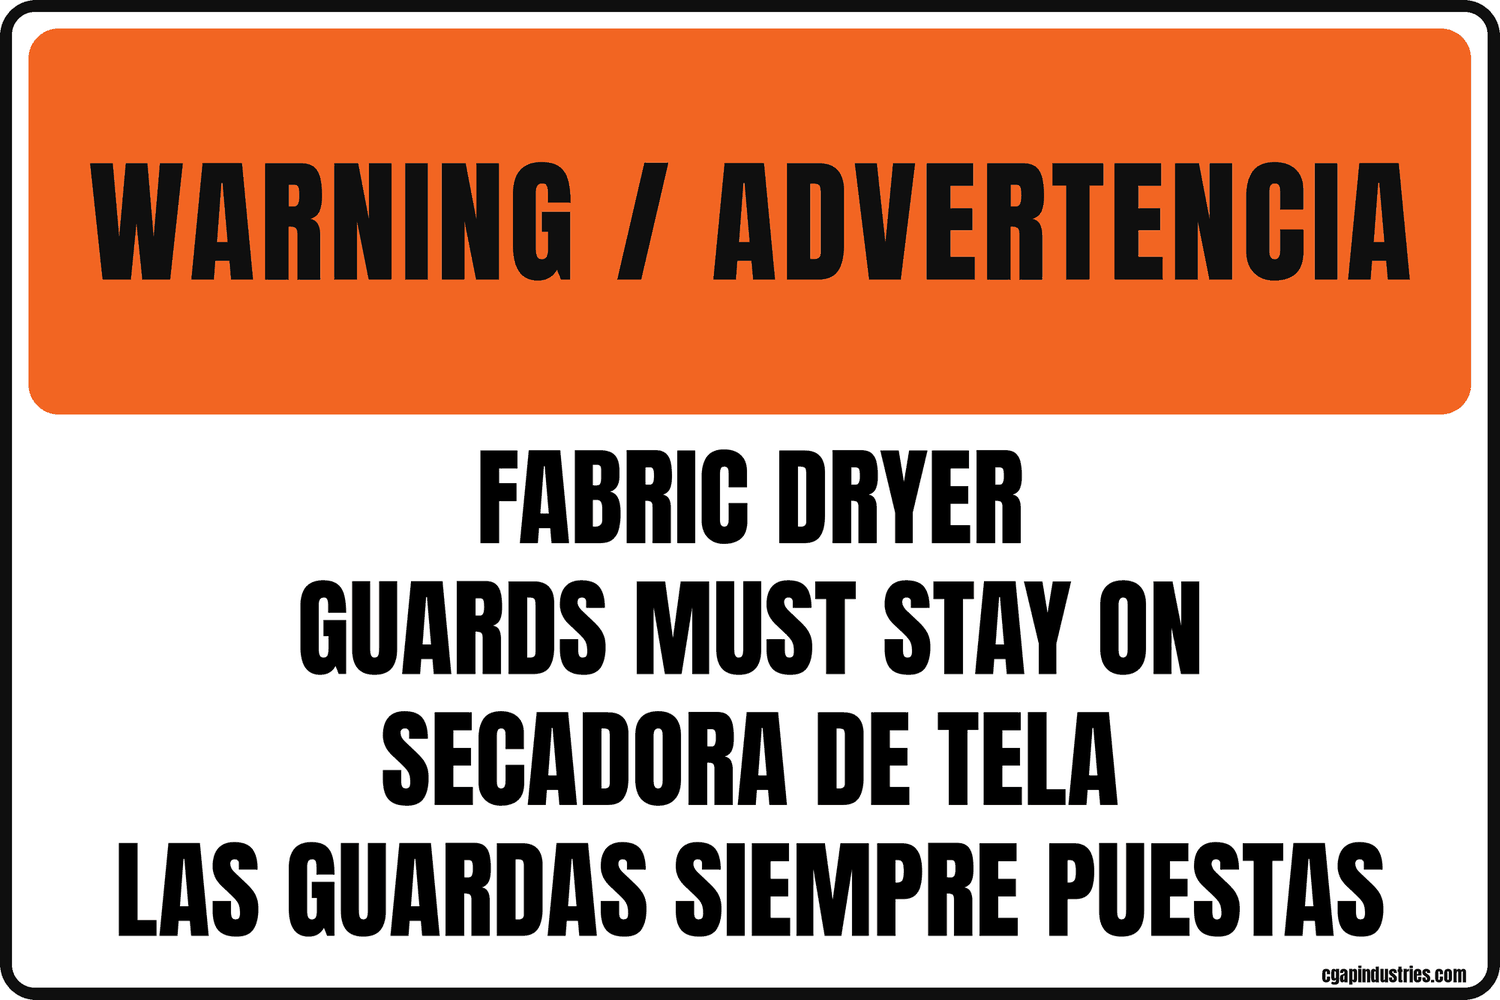 WARNING / ADVERTENCIA
FABRIC DRYER
GUARDS MUST STAY ON
SECADORA DE TELA
LAS GUARDAS SIEMPRE PUESTAS
cgapindustries.com